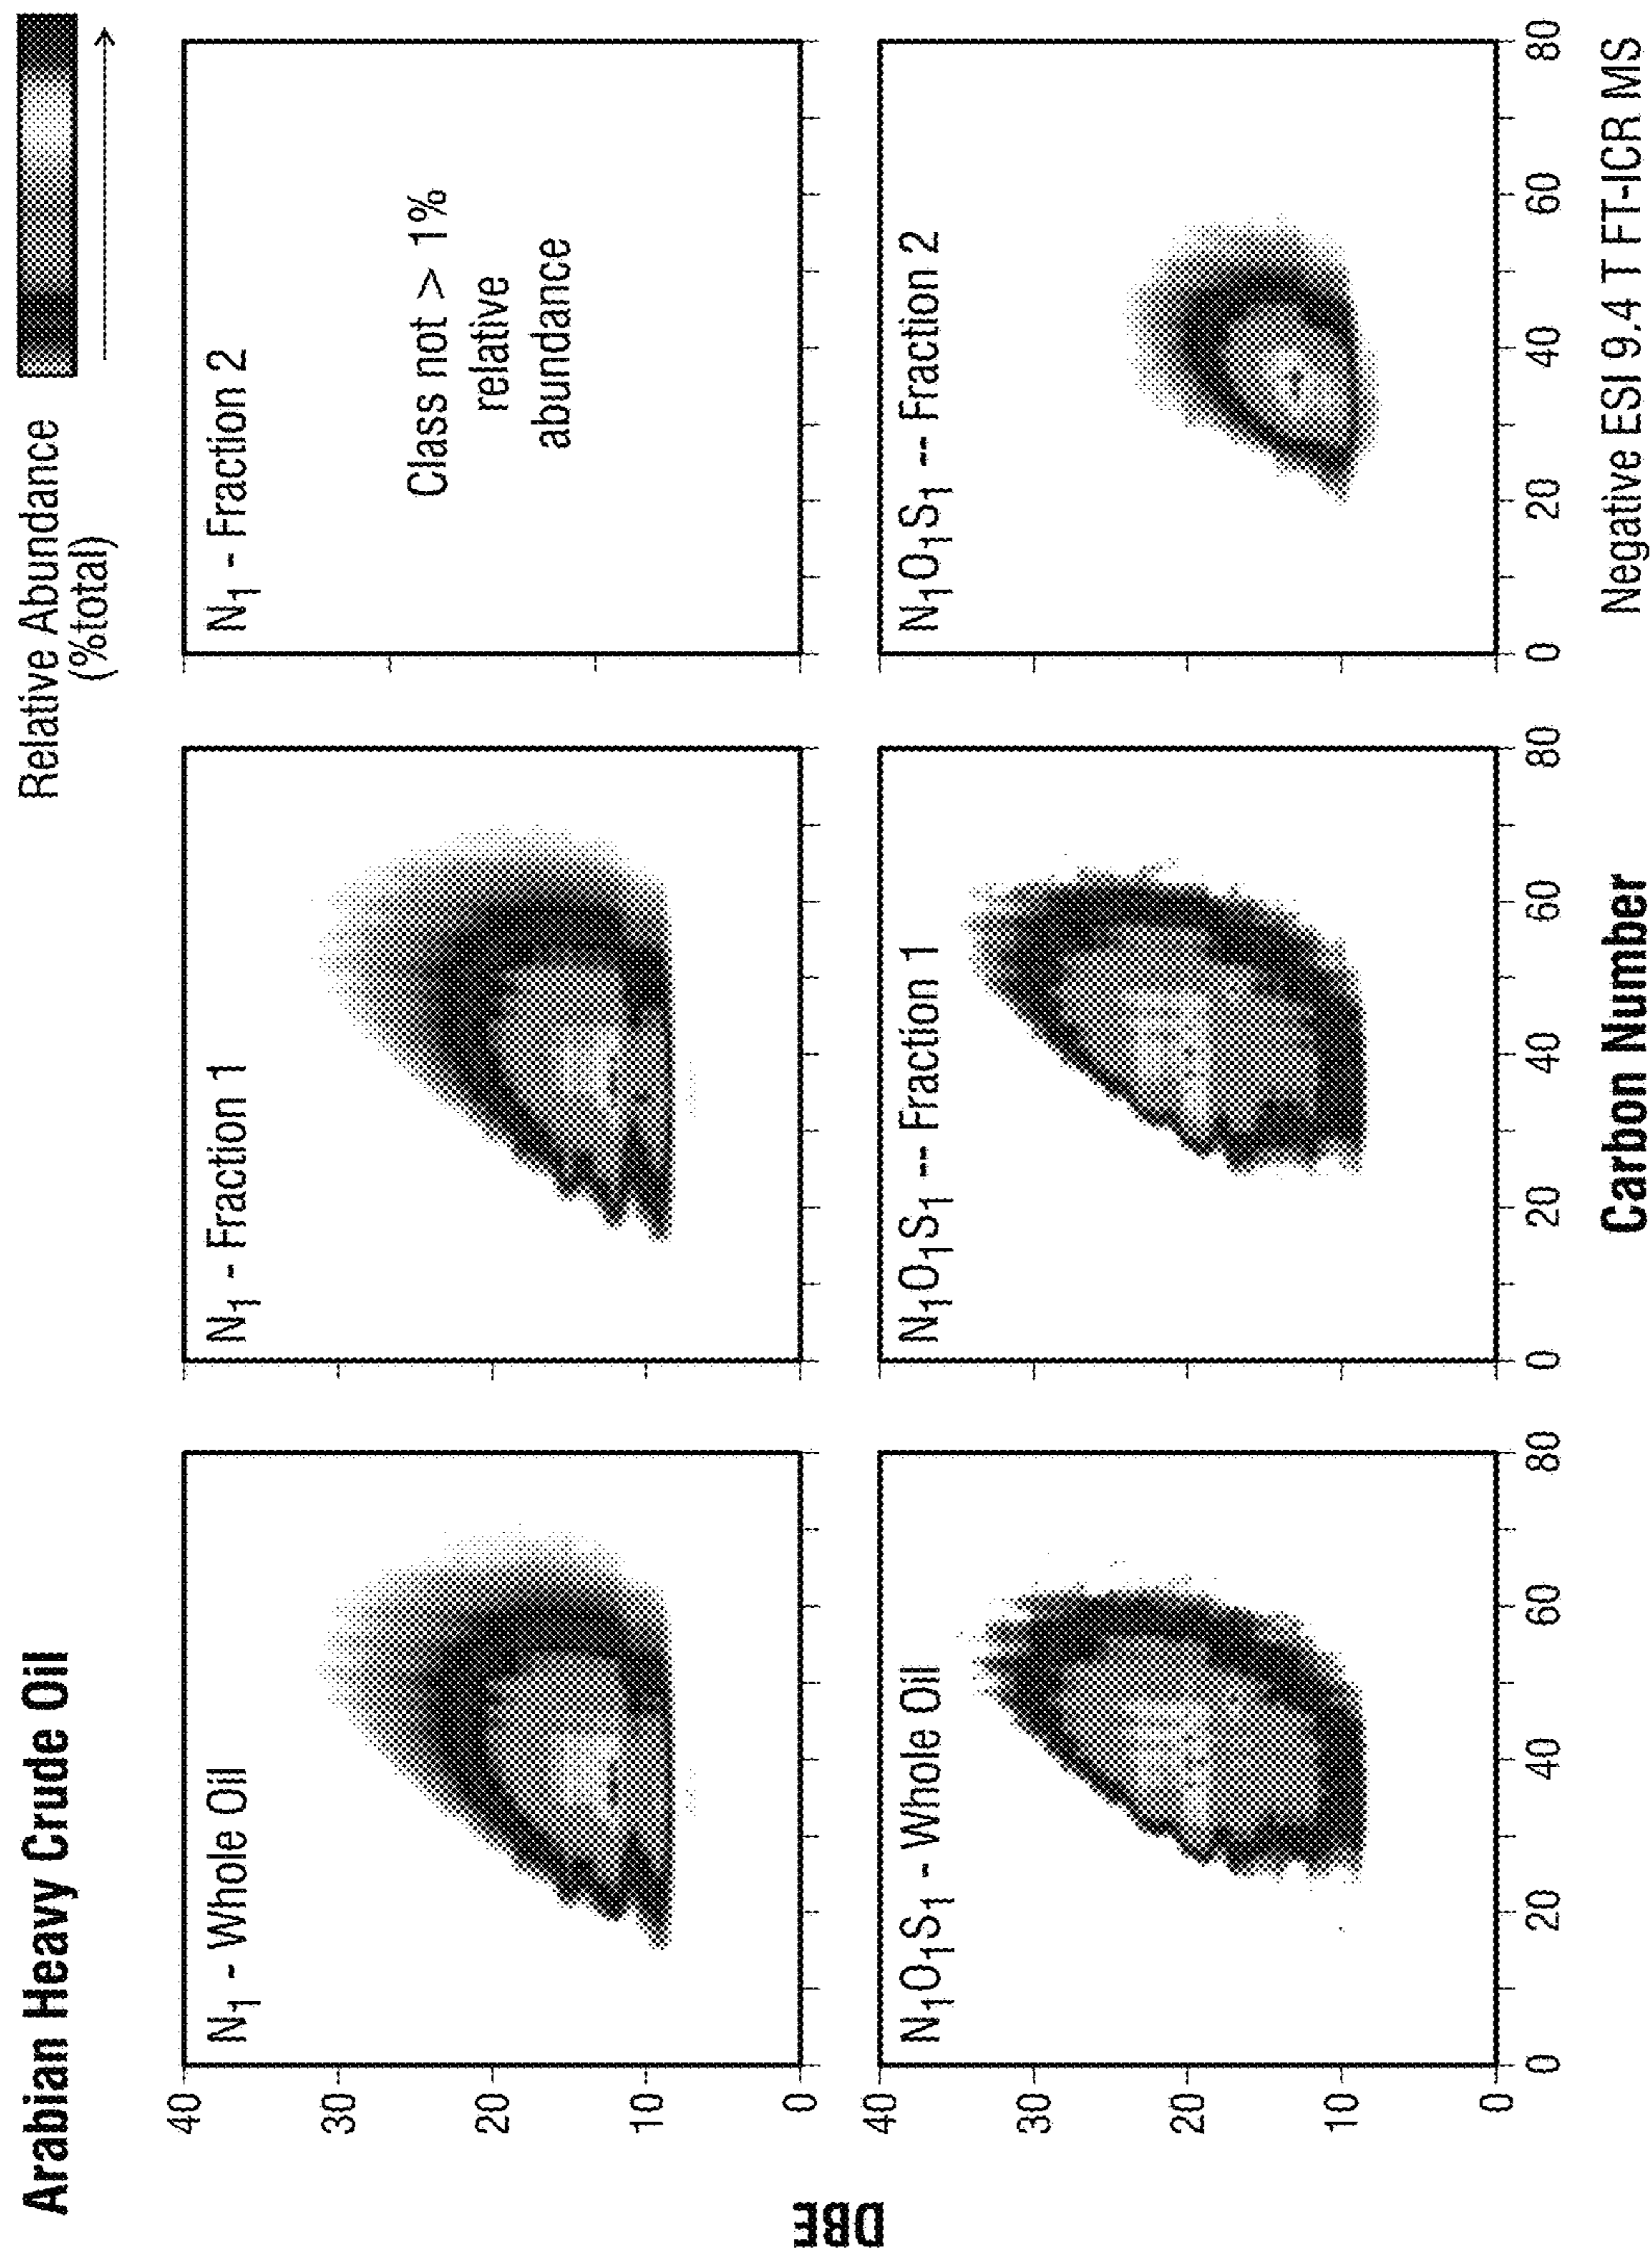 Arabian Heavy Crude Oil
Relative Abundance
(%total)
N1 - Whole Oil
N1 - Fraction 1
N1 - Fraction 2
Class not > 1%
relative
abundance
40
30
20
10
0
DBE
N1O1S1 - Whole Oil
N1O1S1 -- Fraction 1
N1O1S1 -- Fraction 2
40
30
20
10
0
0 20 40 60 80
0 20 40 60 80
0 20 40 60 80
Carbon Number
Negative ESI 9.4 T FT-ICR MS